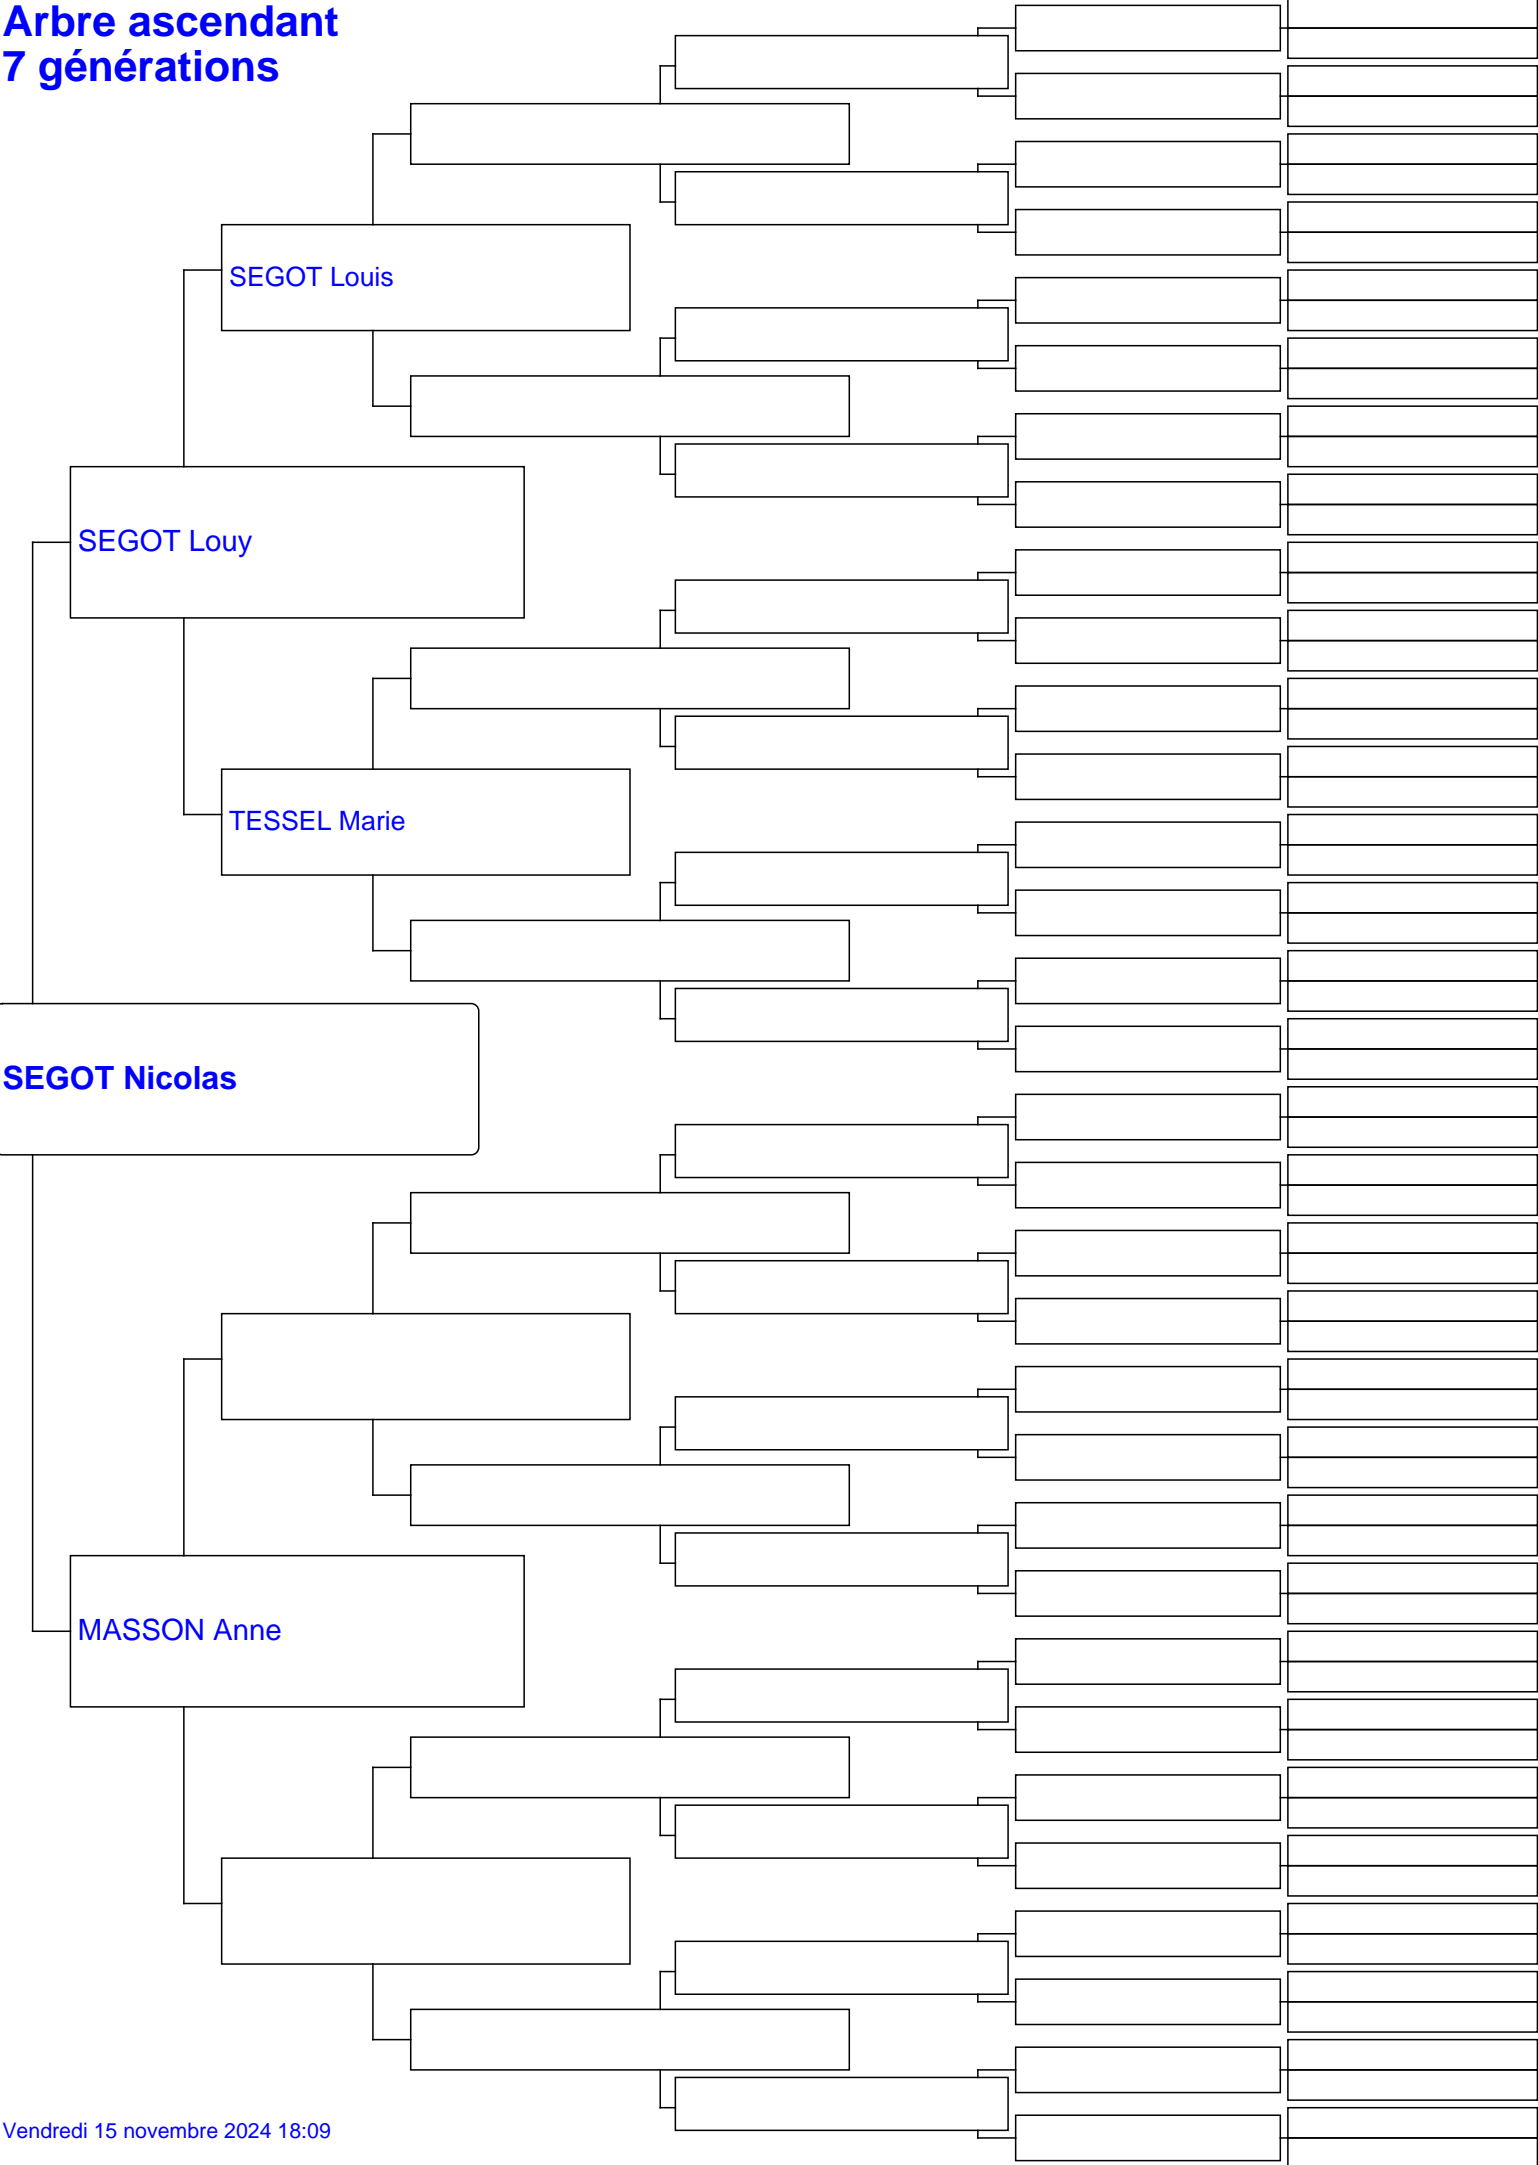 Arbre ascendant
7 générations
SEGOT Louis
SEGOT Louy
TESSEL Marie
SEGOT Nicolas
MASSON Anne
Vendredi 15 novembre 2024 18:09